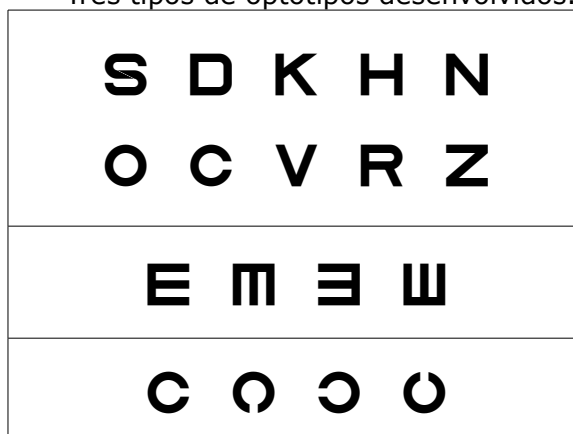 Três tipos de optotipos desenvolvidos.
S D K H N
O C V R Z
E E E E
C C C C